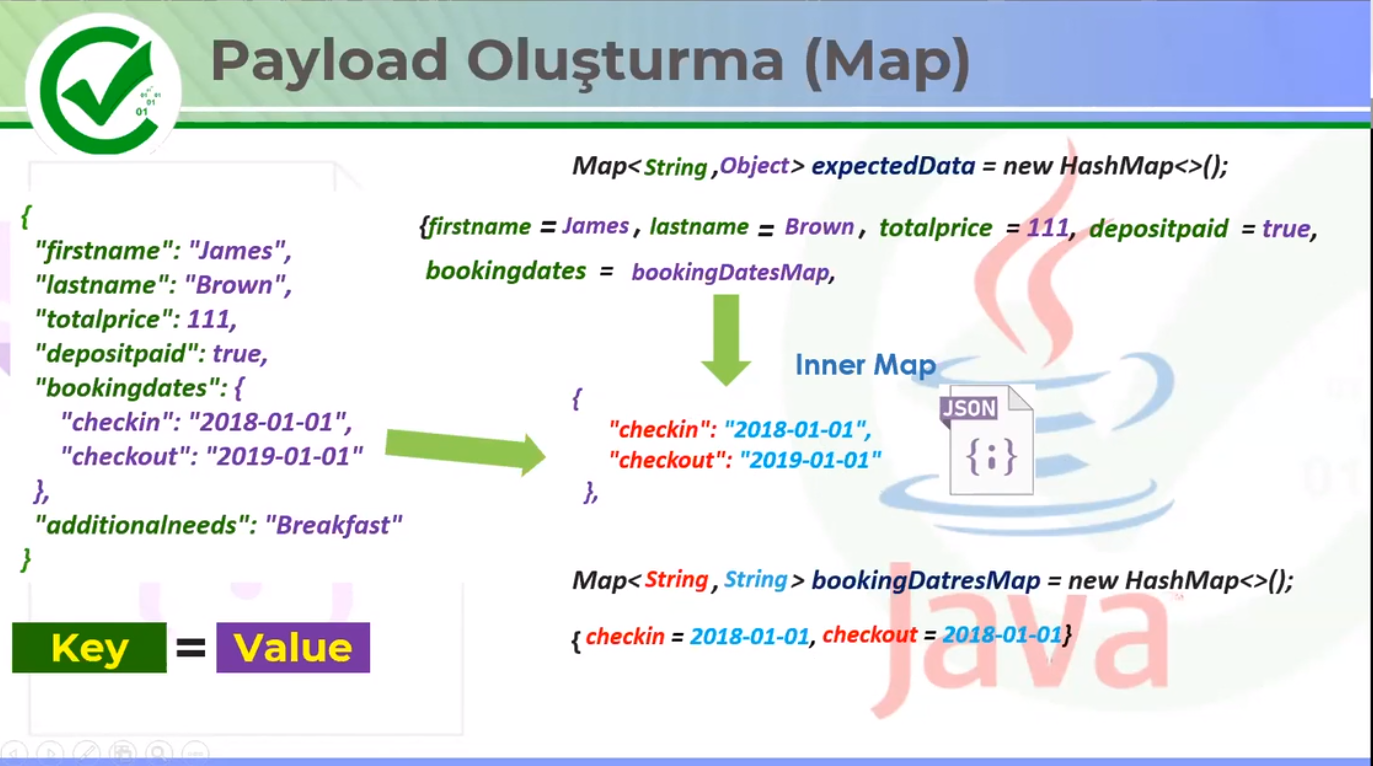 Payload Oluşturma (Map)
{
"firstname": "James",
"lastname": "Brown",
"totalprice": 111,
"depositpaid": true,
"bookingdates": {
"checkin": "2018-01-01",
"checkout": "2019-01-01"
},
"additionalneeds": "Breakfast"
}
Key = Value
Map<String ,Object> expectedData = new HashMap<>();
{firstname = James, lastname = Brown, totalprice = 111, depositpaid = true,
bookingdates = bookingDatesMap,
Inner Map
JSON
{
"checkin": "2018-01-01",
"checkout": "2019-01-01"
},
Map<String, String> bookingDatresMap = new HashMap<>();
{ checkin = 2018-01-01, checkout = 2018-01-01}
Java